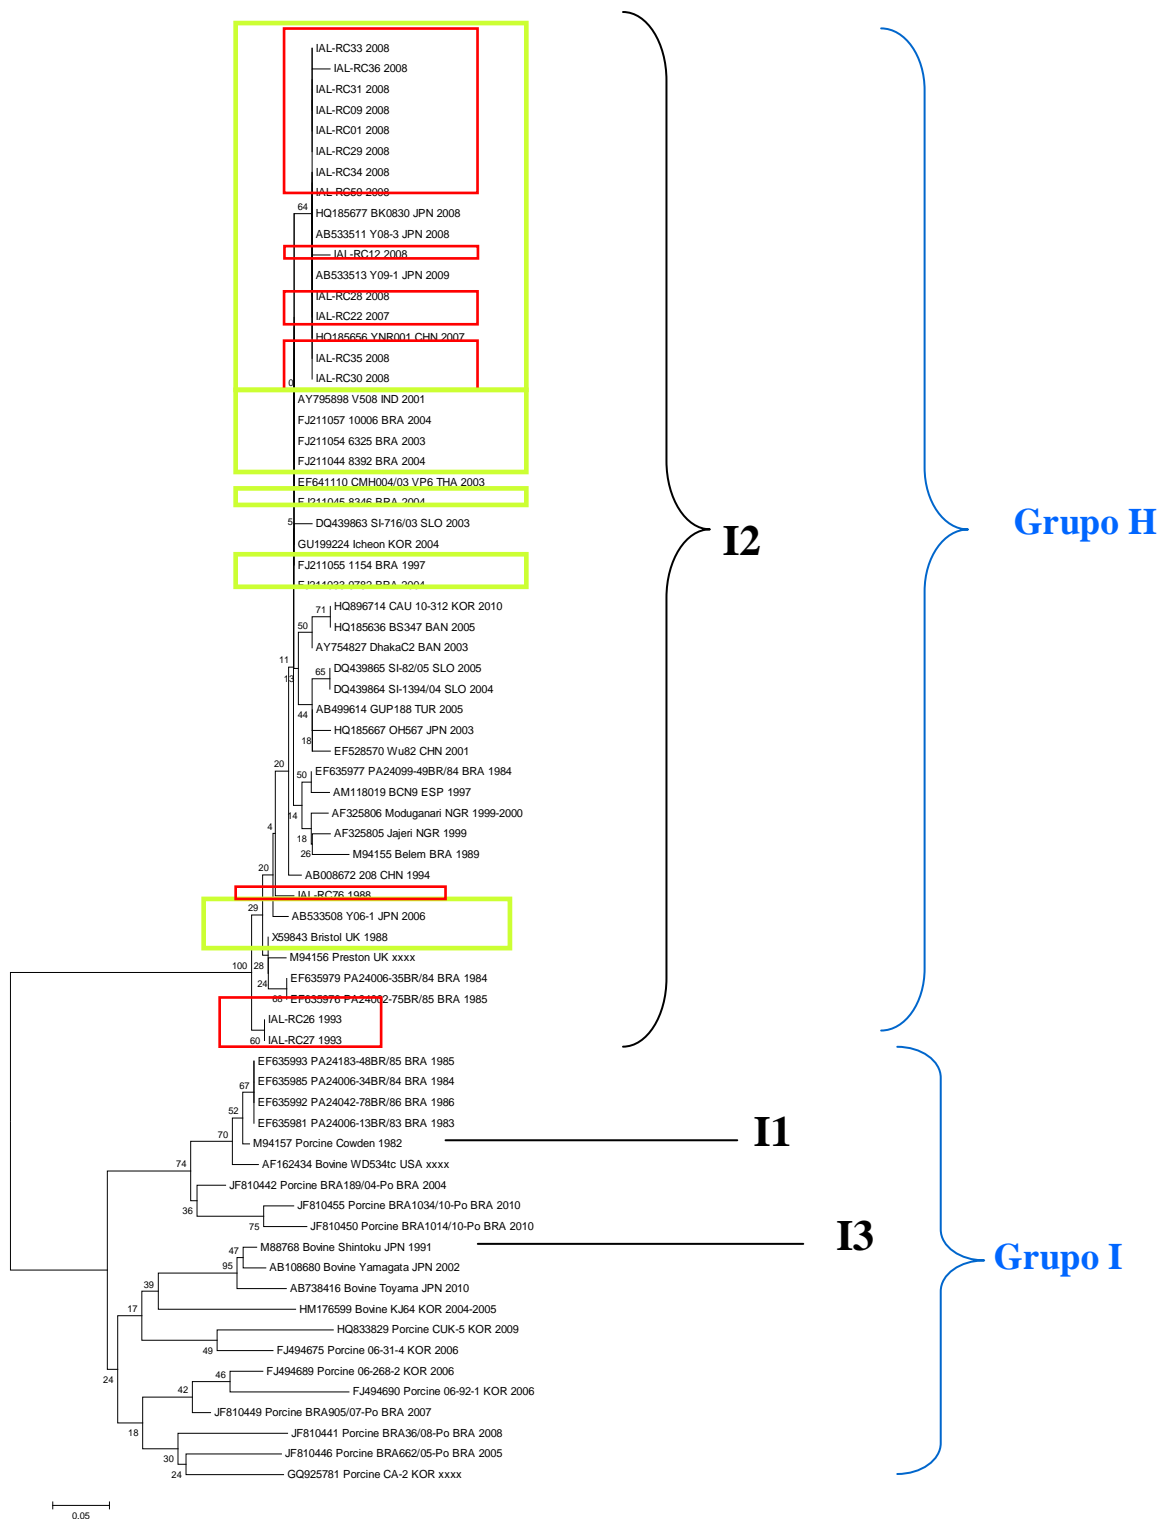 IAL-RC33 2008
IAL-RC36 2008
IAL-RC31 2008
IAL-RC09 2008
IAL-RC01 2008
IAL-RC29 2008
IAL-RC34 2008
IAL-RC59 2008
64
HQ185677 BK0830 JPN 2008
AB533511 Y08-3 JPN 2008
IAL-RC12 2008
AB533513 Y09-1 JPN 2009
IAL-RC28 2008
IAL-RC22 2007
HQ185656 YNR001 CHN 2007
IAL-RC35 2008
IAL-RC30 2008
0
AY795898 V508 IND 2001
FJ211057 10006 BRA 2004
FJ211054 6325 BRA 2003
FJ211044 8392 BRA 2004
EF641110 CMH004/03 VP6 THA 2003
FJ211045 8346 BRA 2004
5
DQ439863 SI-716/03 SLO 2003
I2
Grupo H
GU199224 Icheon KOR 2004
FJ211055 1154 BRA 1997
FJ211033 9782 BRA 2004
71
HQ896714 CAU 10-312 KOR 2010
50
HQ185636 BS347 BAN 2005
AY754827 DhakaC2 BAN 2003
11
13
65
DQ439865 SI-82/05 SLO 2005
DQ439864 SI-1394/04 SLO 2004
44
AB499614 GUP188 TUR 2005
HQ185667 OH567 JPN 2003
18
EF528570 Wu82 CHN 2001
20
50
EF635977 PA24099-49BR/84 BRA 1984
AM118019 BCN9 ESP 1997
14
AF325806 Moduganari NGR 1999-2000
4
18
AF325805 Jajeri NGR 1999
26
M94155 Belem BRA 1989
20
AB008672 208 CHN 1994
IAL-RC76 1988
29
AB533508 Y06-1 JPN 2006
X59843 Bristol UK 1988
100
28
M94156 Preston UK xxxx
24
EF635979 PA24006-35BR/84 BRA 1984
EF635976 PA24002-75BR/85 BRA 1985
IAL-RC26 1993
60
IAL-RC27 1993
EF635993 PA24183-48BR/85 BRA 1985
67
EF635985 PA24006-34BR/84 BRA 1984
EF635992 PA24042-78BR/86 BRA 1986
52
EF635981 PA24006-13BR/83 BRA 1983
70
M94157 Porcine Cowden 1982
I1
74
AF162434 Bovine WD534tc USA xxxx
JF810442 Porcine BRA189/04-Po BRA 2004
36
JF810455 Porcine BRA1034/10-Po BRA 2010
75
JF810450 Porcine BRA1014/10-Po BRA 2010
47
M88768 Bovine Shintoku JPN 1991
I3
Grupo I
95
AB108680 Bovine Yamagata JPN 2002
39
AB738416 Bovine Toyama JPN 2010
17
HM176599 Bovine KJ64 KOR 2004-2005
HQ833829 Porcine CUK-5 KOR 2009
49
FJ494675 Porcine 06-31-4 KOR 2006
24
46
FJ494689 Porcine 06-268-2 KOR 2006
42
FJ494690 Porcine 06-92-1 KOR 2006
JF810449 Porcine BRA905/07-Po BRA 2007
18
JF810441 Porcine BRA36/08-Po BRA 2008
30
JF810446 Porcine BRA662/05-Po BRA 2005
24
GQ925781 Porcine CA-2 KOR xxxx
0.05